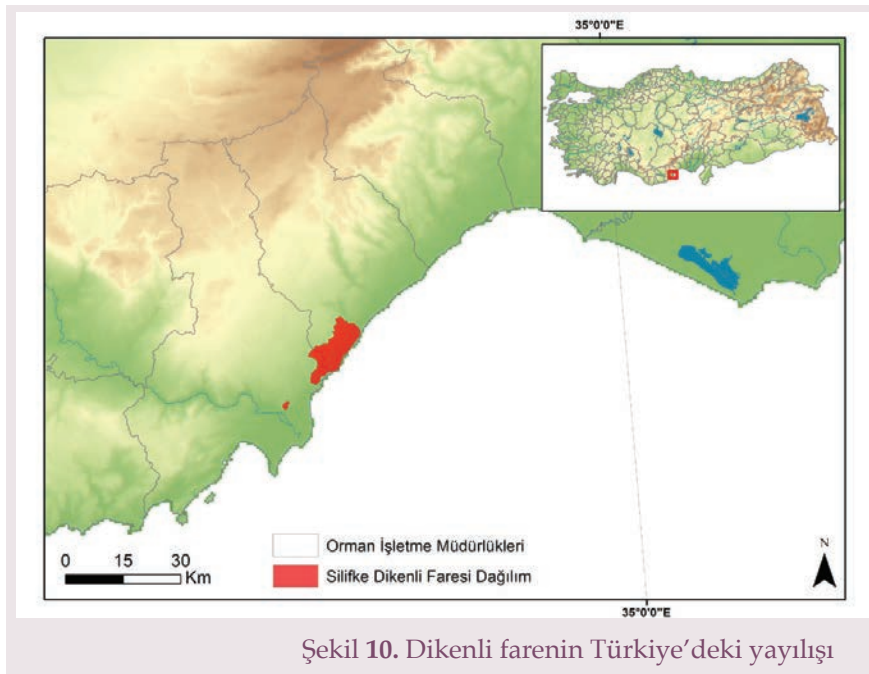 35°0'0"E
0 15 30
Km
Orman İşletme Müdürlükleri
Silifke Dikenli Faresi Dağılım
N
35°0'0"E
Şekil 10. Dikenli farenin Türkiye'deki yayılışı